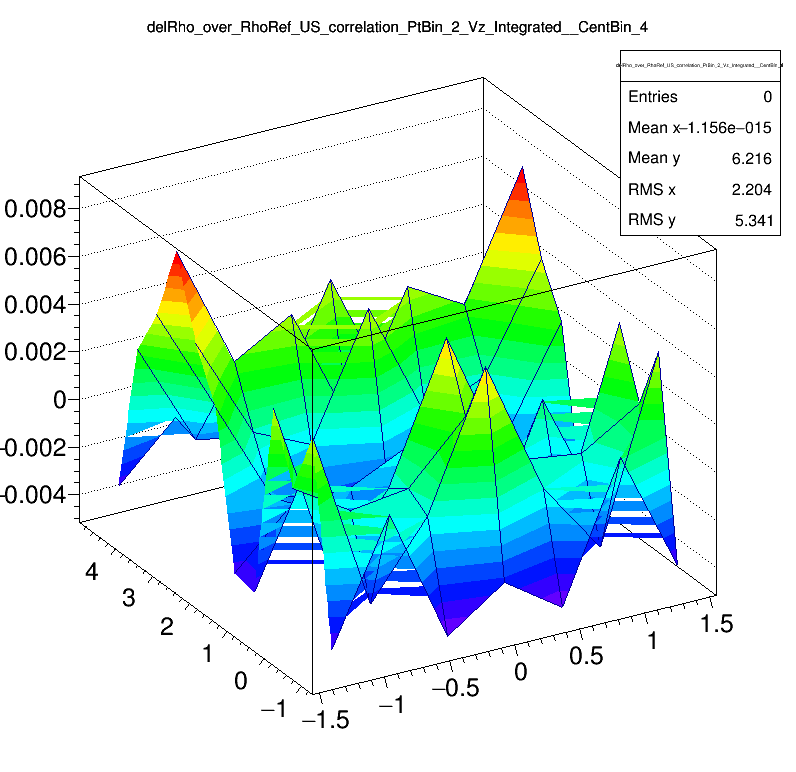 delRho_over_RhoRef_US_correlation_PtBin_2_Vz_Integrated__CentBin_4
delRho_over_RhoRef_US_correlation_PtBin_2_Vz_Integrated__CentBin_4
Entries 0
Mean x−1.156e−015
Mean y 6.216
RMS x 2.204
RMS y 5.341
0.008
0.006
0.004
0.002
0
−0.002
−0.004
4
3
2
1
0
−1
−1.5
−1
−0.5
0
0.5
1
1.5